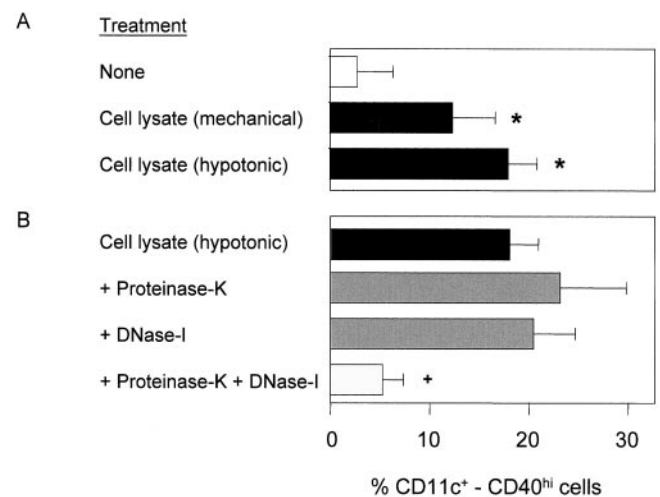 A Treatment
None
Cell lysate (mechanical) *
Cell lysate (hypotonic) *
B Cell lysate (hypotonic)
+ Proteinase-K
+ DNase-I
+ Proteinase-K + DNase-I +
0 10 20 30
% CD11c⁺ - CD40ʰⁱ cells